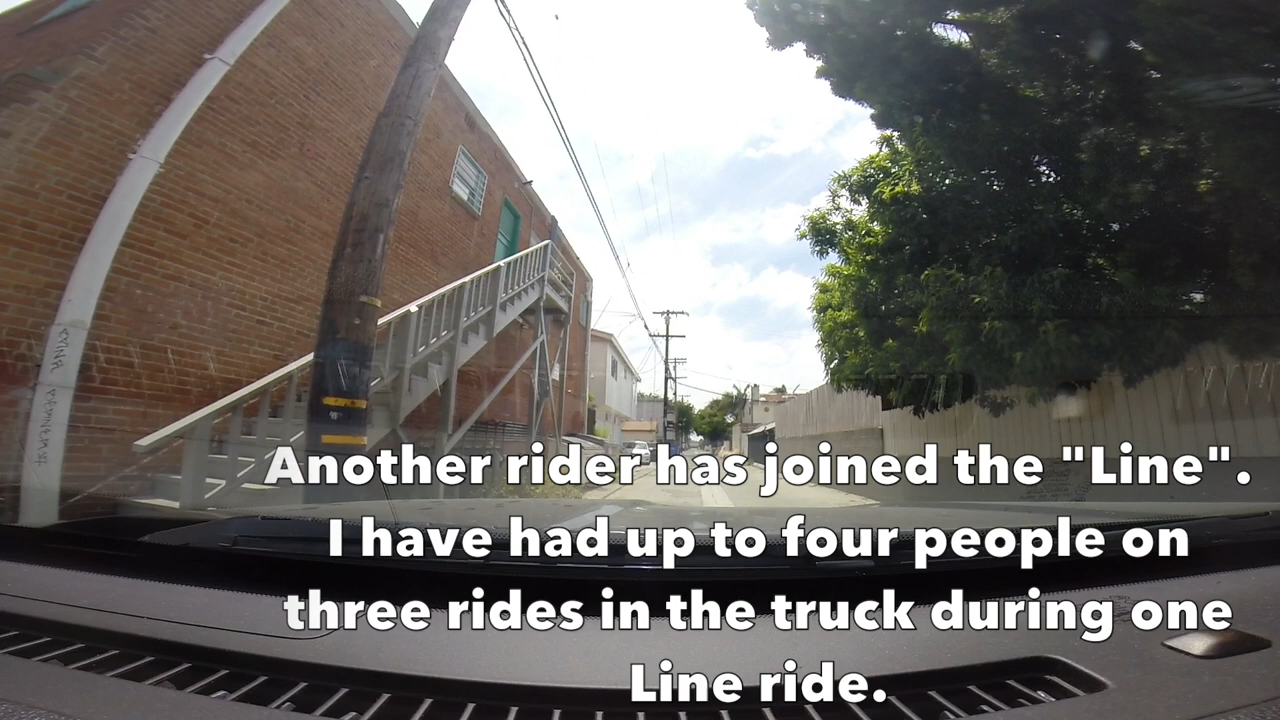 Another rider has joined the "Line".
I have had up to four people on
three rides in the truck during one
Line ride.